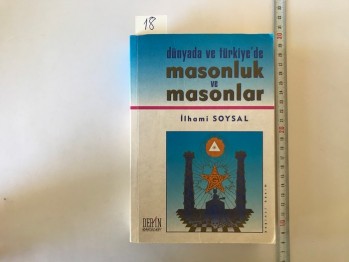 18
dünyada ve türkiye'de
masonluk
ve
masonlar
İlhami SOYSAL
DERİN